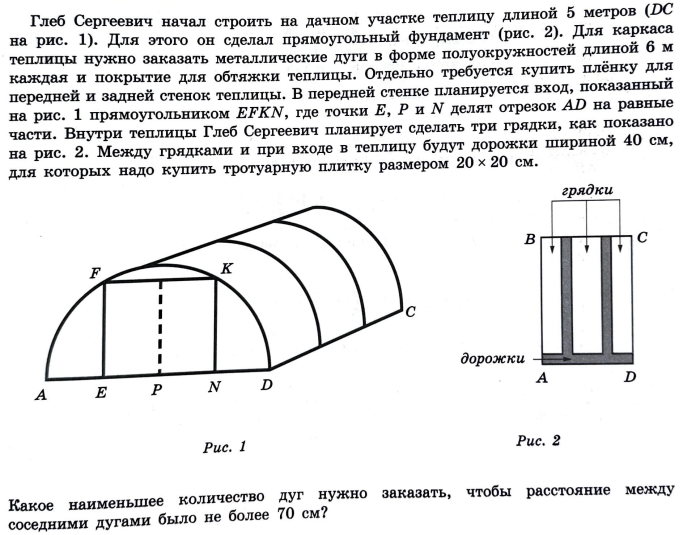 Глеб Сергеевич начал строить на дачном участке теплицу длиной 5 метров (DC
на рис. 1). Для этого он сделал прямоугольный фундамент (рис. 2). Для каркаса
теплицы нужно заказать металлические дуги в форме полуокружностей длиной 6 м
каждая и покрытие для обтяжки теплицы. Отдельно требуется купить плёнку для
передней и задней стенок теплицы. В передней стенке планируется вход, показанный
на рис. 1 прямоугольником EFKN, где точки E, P и N делят отрезок AD на равные
части. Внутри теплицы Глеб Сергеевич планирует сделать три грядки, как показано
на рис. 2. Между грядками и при входе в теплицу будут дорожки шириной 40 см,
для которых надо купить тротуарную плитку размером 20 × 20 см.
грядки
B C
F K
C
дорожки
A E P N D
A D
Рис. 1
Рис. 2
Какое наименьшее количество дуг нужно заказать, чтобы расстояние между
соседними дугами было не более 70 см?